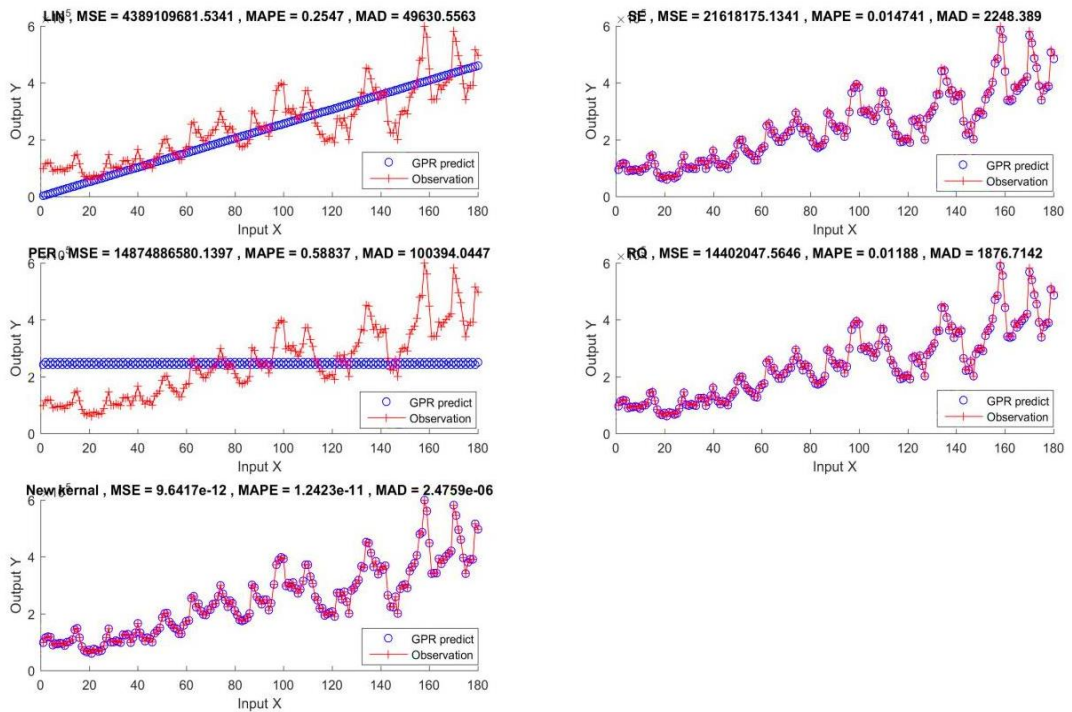 LIN , MSE = 4389109681.5341 , MAPE = 0.2547 , MAD = 49630.5563
6
4
2
0
Output Y
0 20 40 60 80 100 120 140 160 180
Input X
GPR predict
Observation
SE , MSE = 21618175.1341 , MAPE = 0.014741 , MAD = 2248.389
6
4
2
0
Output Y
0 20 40 60 80 100 120 140 160 180
Input X
GPR predict
Observation
PER , MSE = 14874886580.1397 , MAPE = 0.58837 , MAD = 100394.0447
6
4
2
0
Output Y
0 20 40 60 80 100 120 140 160 180
Input X
GPR predict
Observation
RQ , MSE = 14402047.5646 , MAPE = 0.01188 , MAD = 1876.7142
6
4
2
0
Output Y
0 20 40 60 80 100 120 140 160 180
Input X
GPR predict
Observation
New kernal , MSE = 9.6417e-12 , MAPE = 1.2423e-11 , MAD = 2.4759e-06
6
4
2
0
Output Y
0 20 40 60 80 100 120 140 160 180
Input X
GPR predict
Observation